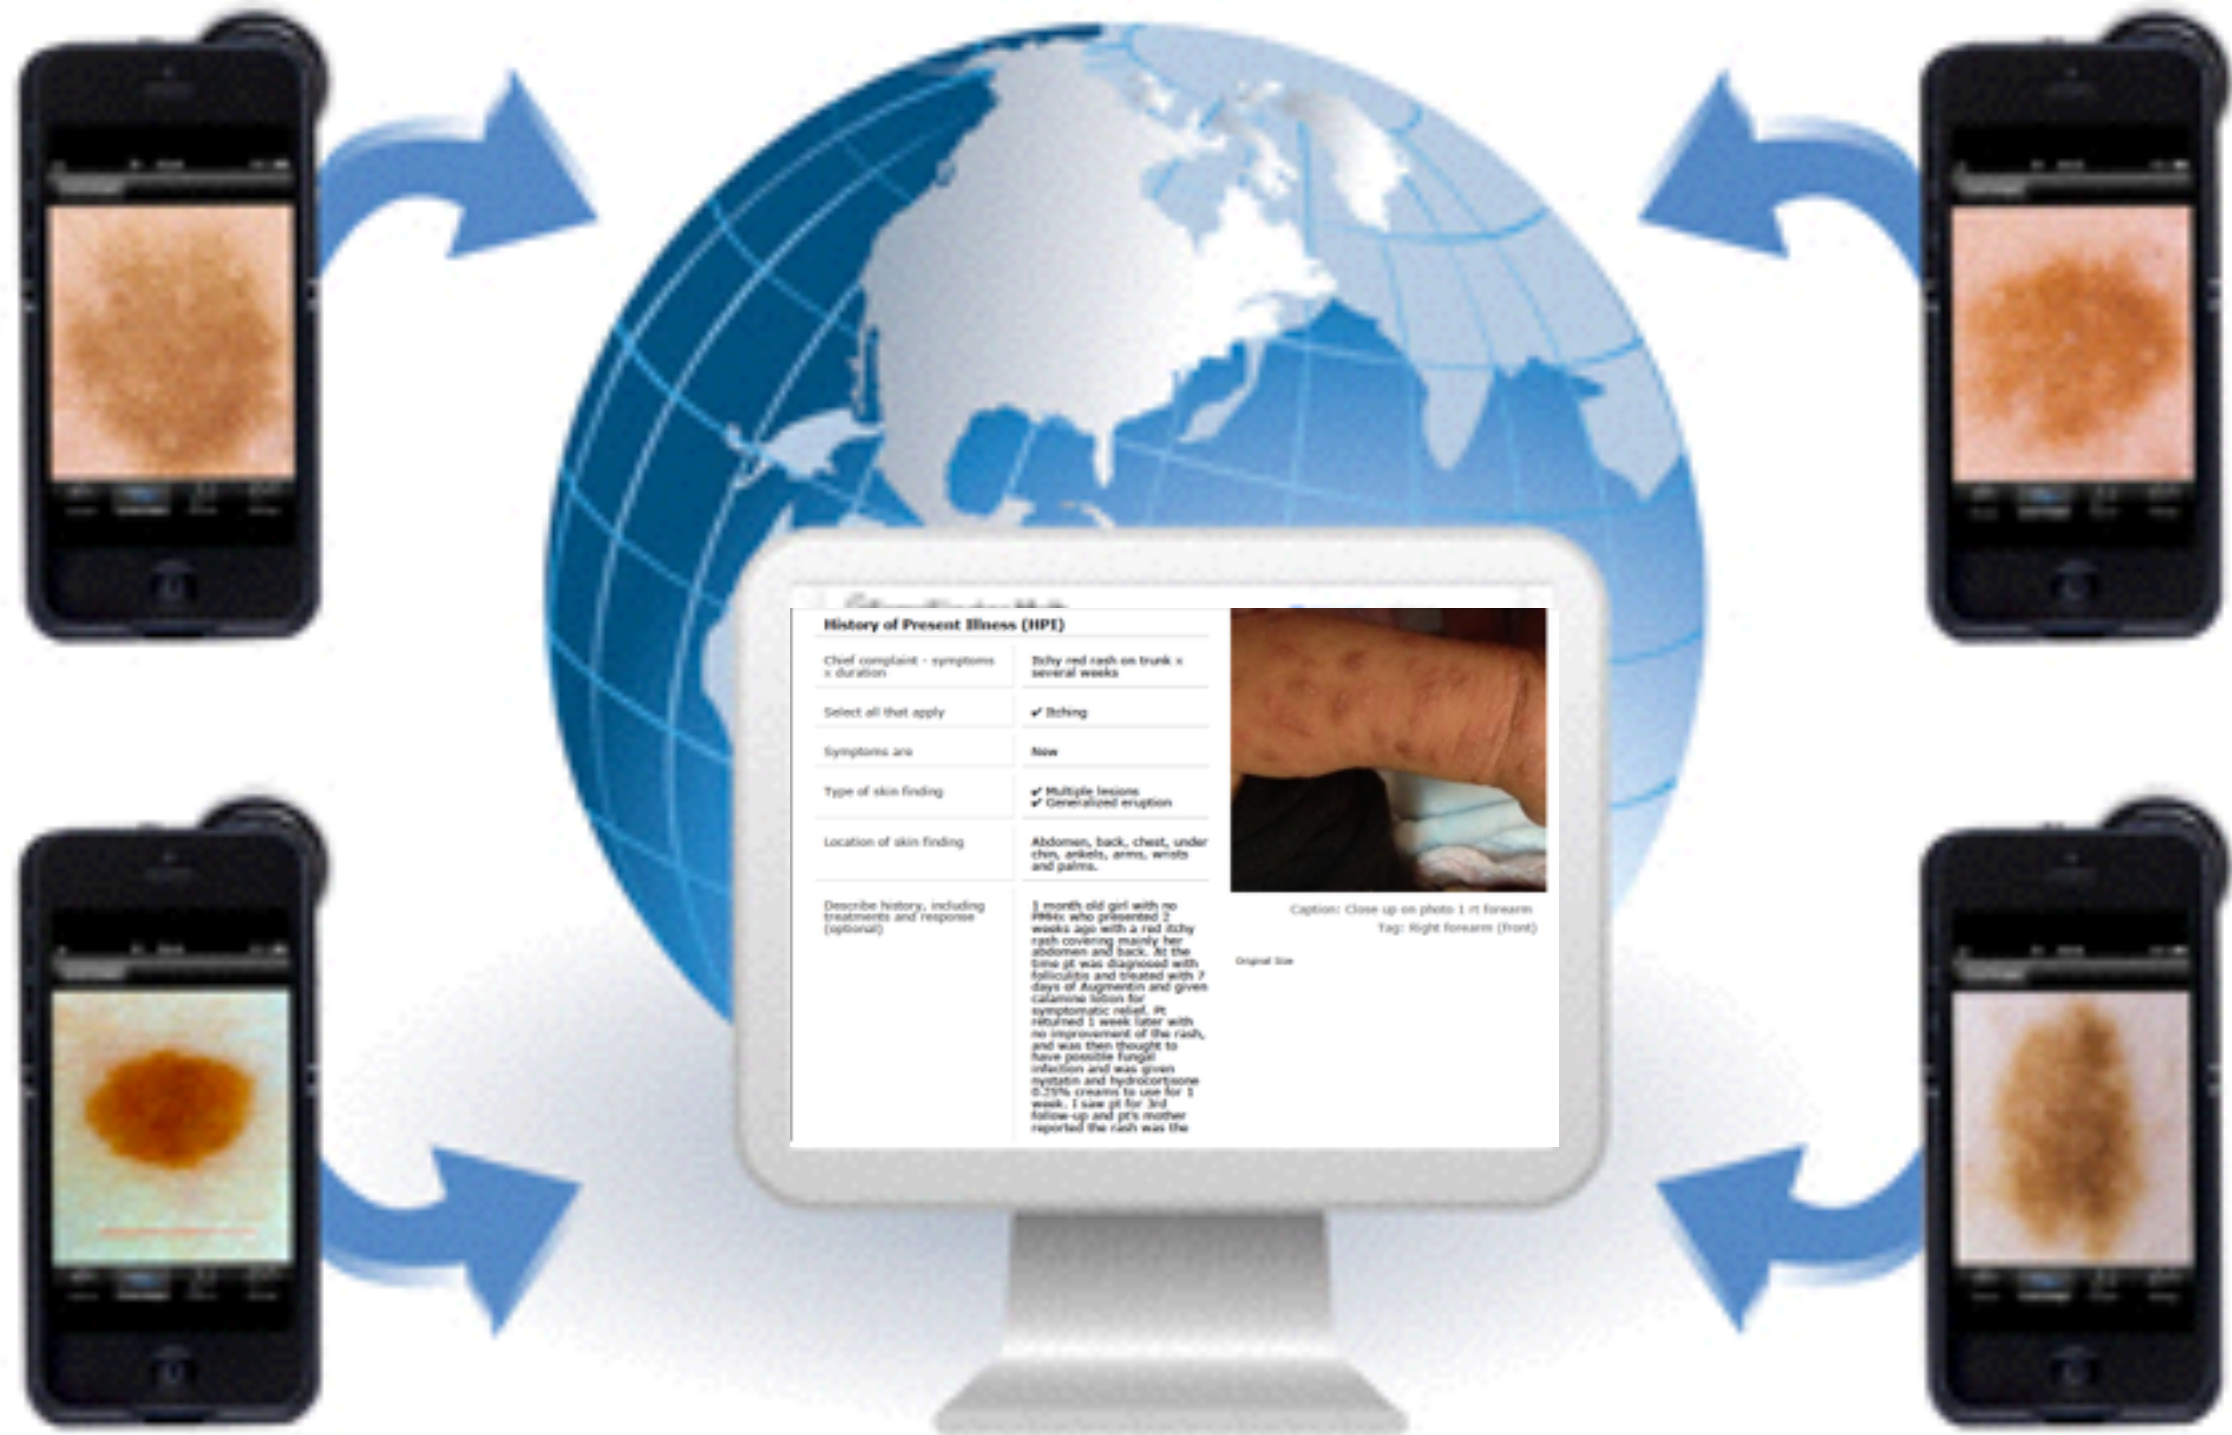 History of Present Illness (HPI)
Chief complaint - symptoms
x duration
Itchy red rash on trunk x
several weeks
Select all that apply
✔ Itching
Symptoms are
New
Type of skin finding
✔ Multiple lesions
✔ Generalized eruption
Location of skin finding
Abdomen, back, chest, under
chin, ankels, arms, wrists
and palms.
Describe history, including
treatments and response
(optional)
1 month old girl with no
PMHx who presented 2
weeks ago with a red itchy
rash covering mainly her
abdomen and back. At the
time pt was diagnosed with
folliculitis and treated with 7
days of Augmentin and given
calamine lotion for
symptomatic relief. Pt
returned 1 week later with
no improvement of the rash,
and was then thought to
have possible fungal
infection and was given
nystatin and hydrocortisone
0.25% creams to use for 1
week. I saw pt for 3rd
follow-up and pt's mother
reported the rash was the
Caption: Close up on photo 1 rt forearm
Tag: Right forearm (front)
Original Size